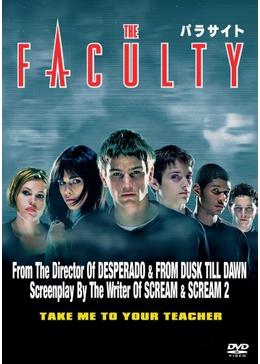 THE
パラサイト
FACULTY
From The Director Of DESPERADO & FROM DUSK TILL DAWN
Screenplay By The Writer Of SCREAM & SCREAM 2
TAKE ME TO YOUR TEACHER
DVD
VIDEO